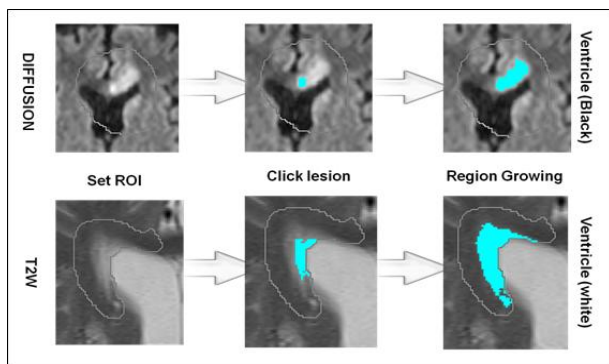 DIFFUSION
Ventricle (Black)
Set ROI
Click lesion
Region Growing
T2W
Ventricle (white)